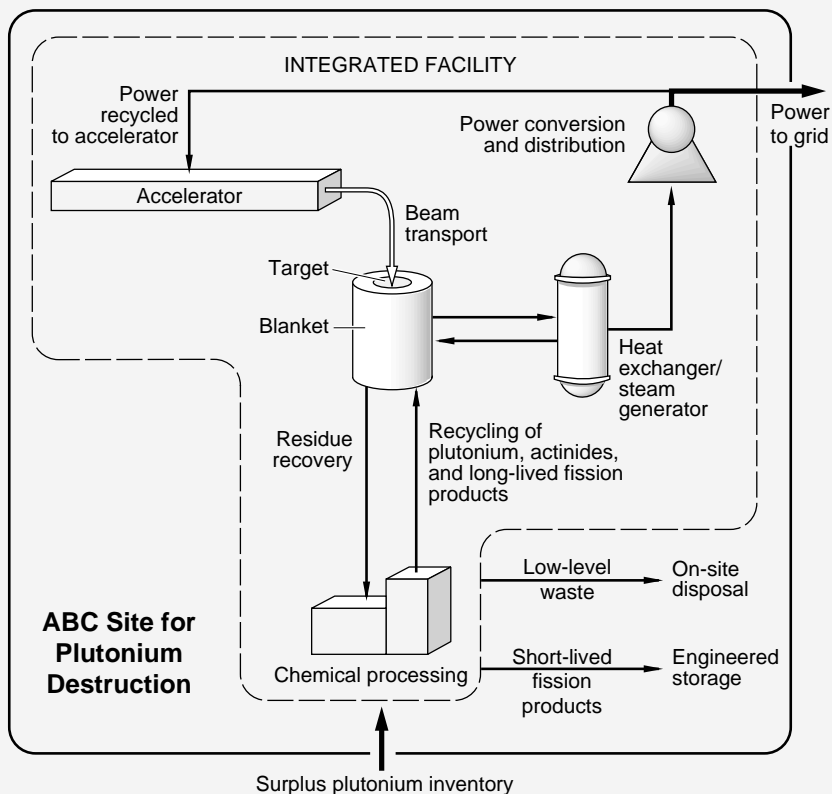 INTEGRATED FACILITY
Power
recycled
to accelerator
Power conversion
and distribution
Power
to grid
Accelerator
Beam
transport
Target
Blanket
Heat
exchanger/
steam
generator
Residue
recovery
Recycling of
plutonium, actinides,
and long-lived fission
products
Low-level
waste
On-site
disposal
ABC Site for
Plutonium
Destruction
Chemical processing
Short-lived
fission
products
Engineered
storage
Surplus plutonium inventory